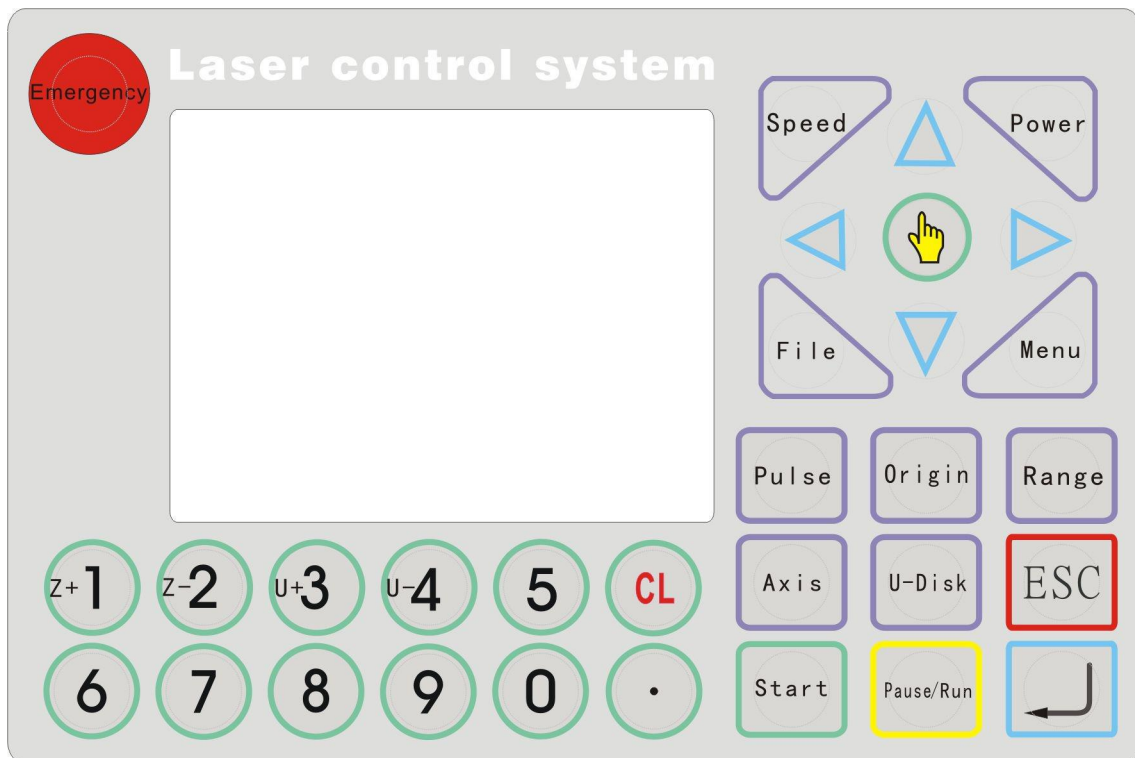 Laser control system
Emergency
Speed
Power
File
Menu
Pulse Origin Range
Z+1 Z-2 U+3 U-4 5 CL
Axis U-Disk ESC
6 7 8 9 0 .
Start Pause/Run